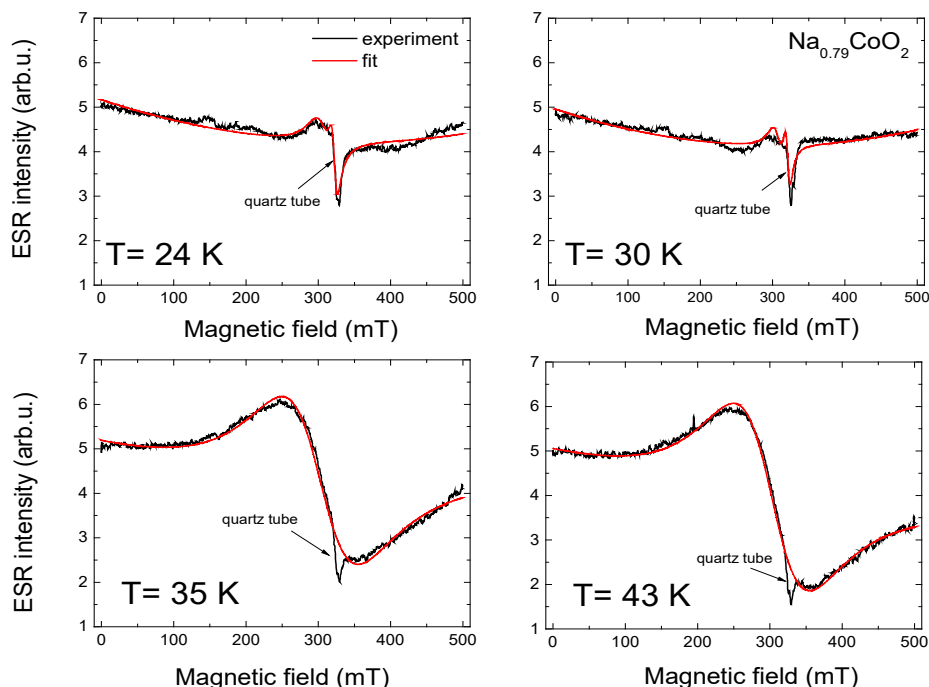 7
6
5
4
3
2
1
ESR intensity (arb.u.)
experiment
fit
quartz tube
T= 24 K
0 100 200 300 400 500
Magnetic field (mT)
7
6
5
4
3
2
1
Na0.79CoO2
quartz tube
T= 30 K
0 100 200 300 400 500
Magnetic field (mT)
7
6
5
4
3
2
1
ESR intensity (arb.u.)
quartz tube
T= 35 K
0 100 200 300 400 500
Magnetic field (mT)
7
6
5
4
3
2
1
quartz tube
T= 43 K
0 100 200 300 400 500
Magnetic field (mT)